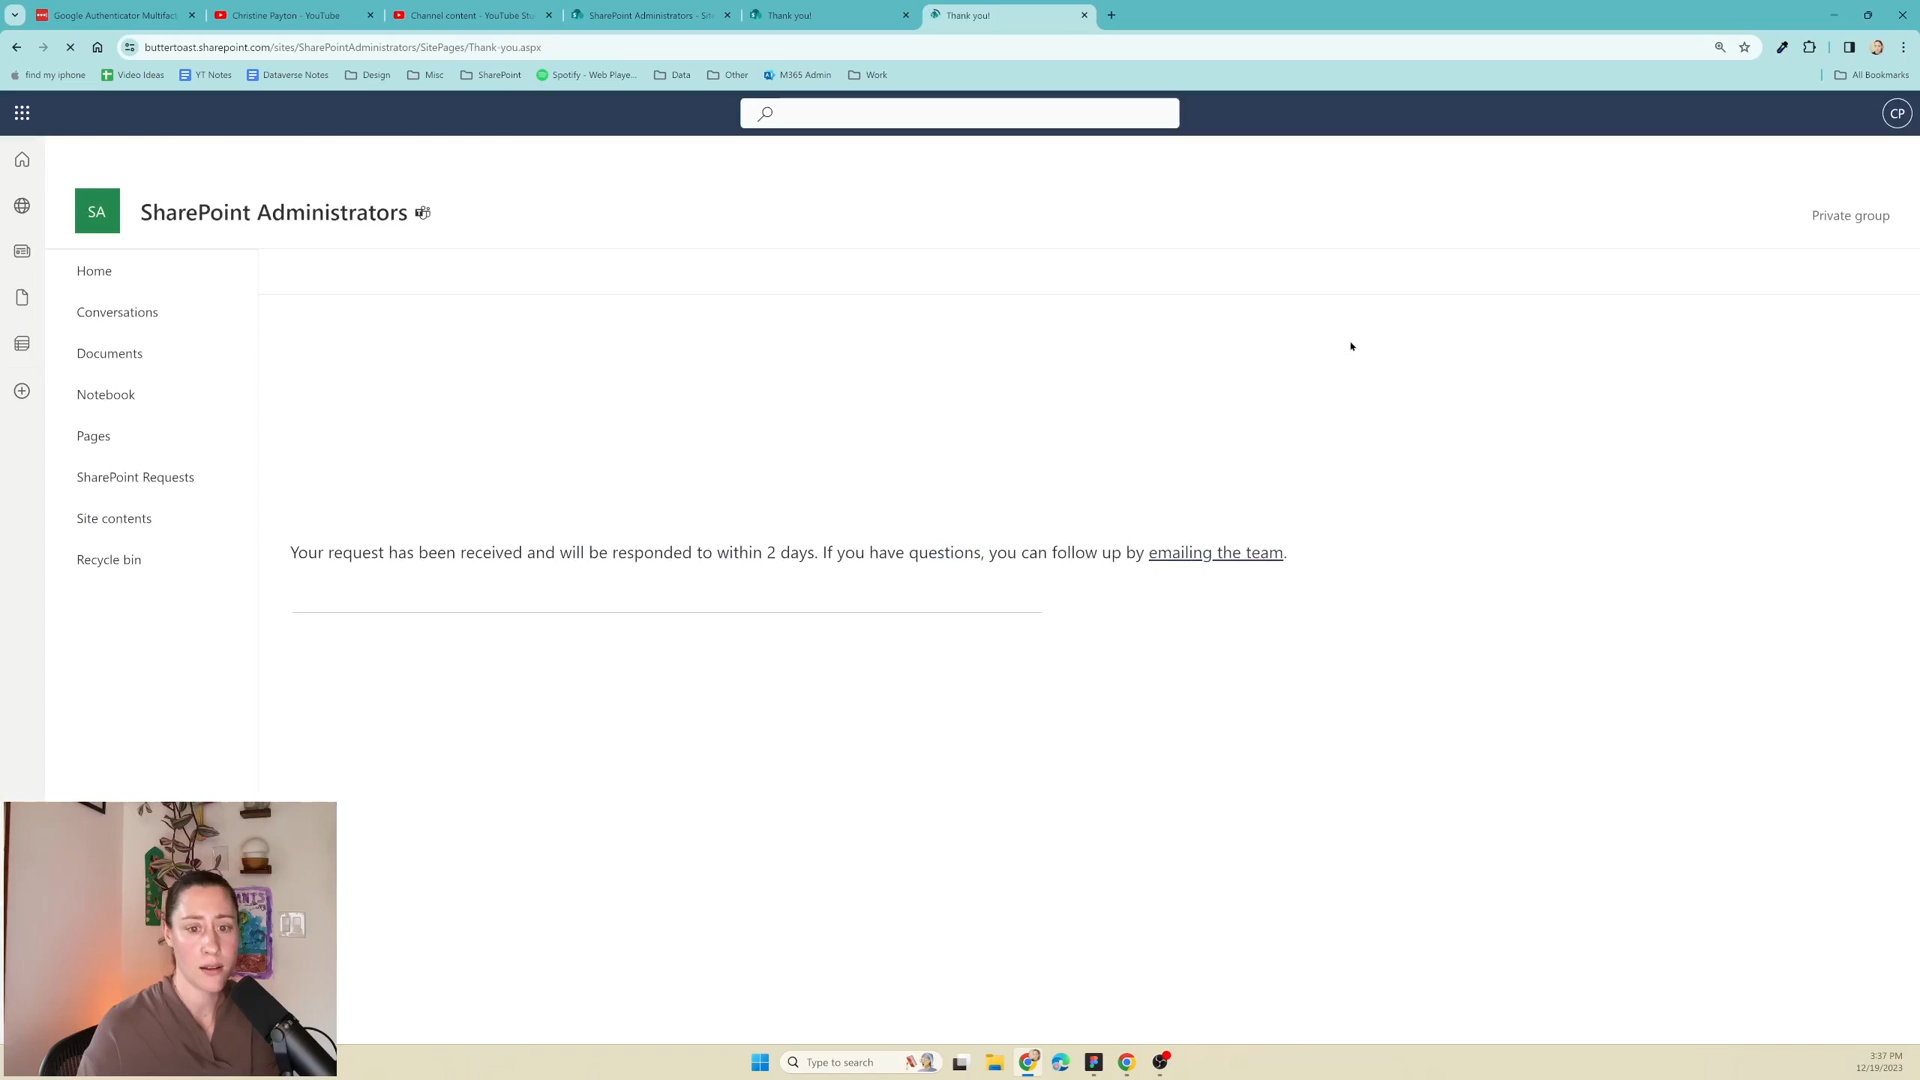 Google Authenticator Multifact
Christine Payton - YouTube
Channel content - YouTube Stu
SharePoint Administrators - Sit
Thank you!
Thank you!
buttertoast.sharepoint.com/sites/SharePointAdministrators/SitePages/Thank-you.aspx
find my iphone
Video Ideas
YT Notes
Dataverse Notes
Design
Misc
SharePoint
Spotify - Web Playe...
Data
Other
M365 Admin
Work
All Bookmarks
CP
SA
SharePoint Administrators
Private group
Home
Conversations
Documents
Notebook
Pages
SharePoint Requests
Site contents
Recycle bin
Your request has been received and will be responded to within 2 days. If you have questions, you can follow up by emailing the team.
Type to search
3:37 PM
12/19/2023